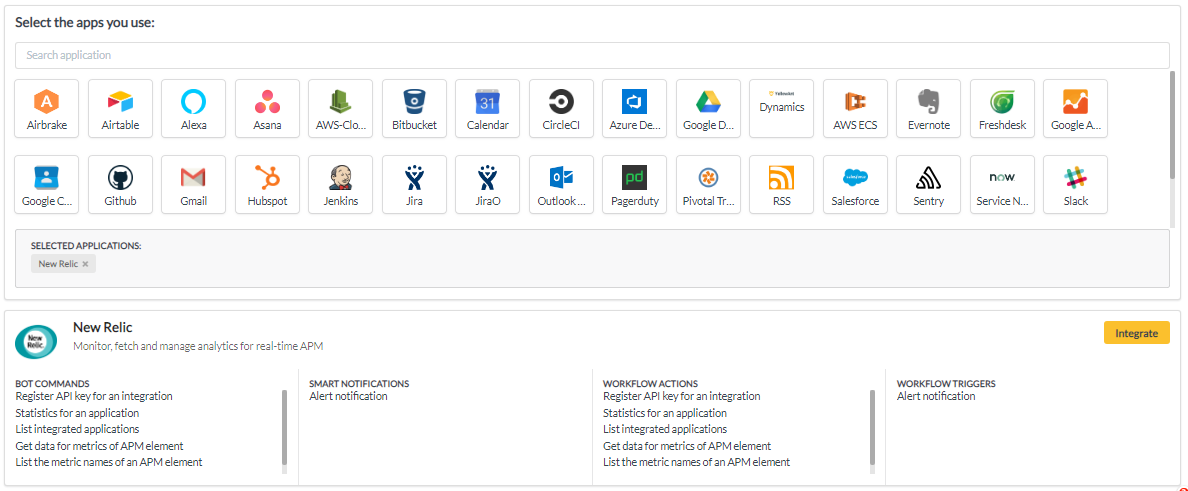 Select the apps you use:
Search application
Airbrake
Airtable
Alexa
Asana
AWS-Clo...
Bitbucket
31
Calendar
CircleCI
Azure De...
Google D...
Yellowant
Dynamics
AWS ECS
Evernote
Freshdesk
Google A...
Google C...
Github
Gmail
Hubspot
Jenkins
Jira
JiraO
Outlook ...
pd
Pagerduty
Pivotal Tr...
RSS
salesforce
Salesforce
Sentry
now
Service N...
Slack
SELECTED APPLICATIONS:
New Relic ×
New Relic.
New Relic
Monitor, fetch and manage analytics for real-time APM
Integrate
BOT COMMANDS
Register API key for an integration
Statistics for an application
List integrated applications
Get data for metrics of APM element
List the metric names of an APM element
SMART NOTIFICATIONS
Alert notification
WORKFLOW ACTIONS
Register API key for an integration
Statistics for an application
List integrated applications
Get data for metrics of APM element
List the metric names of an APM element
WORKFLOW TRIGGERS
Alert notification